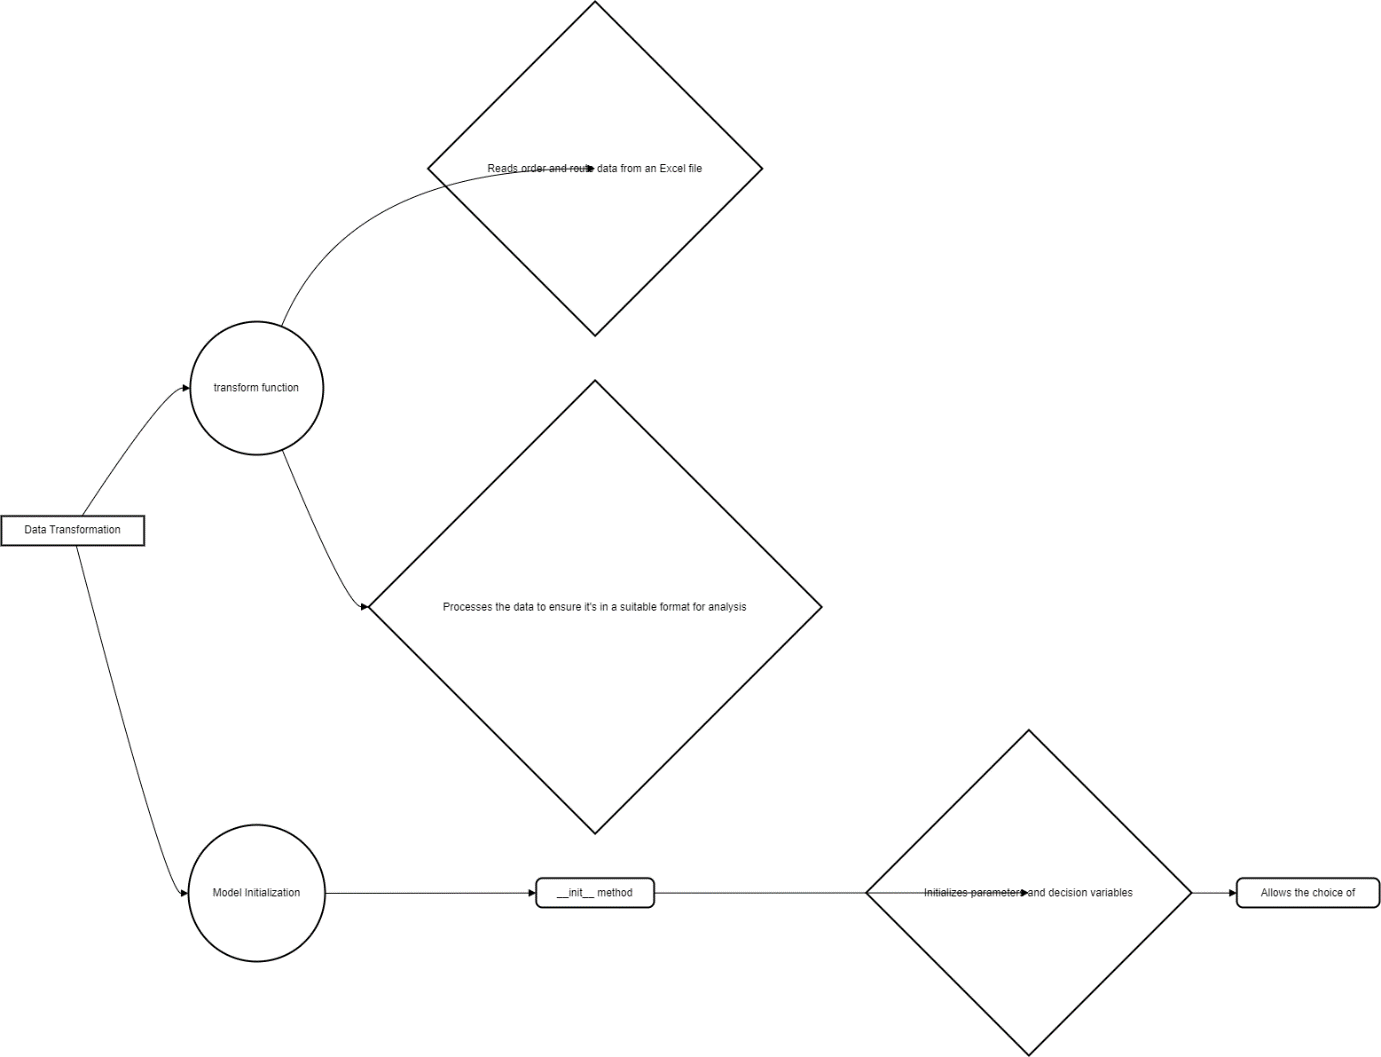 Reads order and route data from an Excel file
transform function
Data Transformation
Processes the data to ensure it's in a suitable format for analysis
Model Initialization
__init__ method
Initializes parameters and decision variables
Allows the choice of